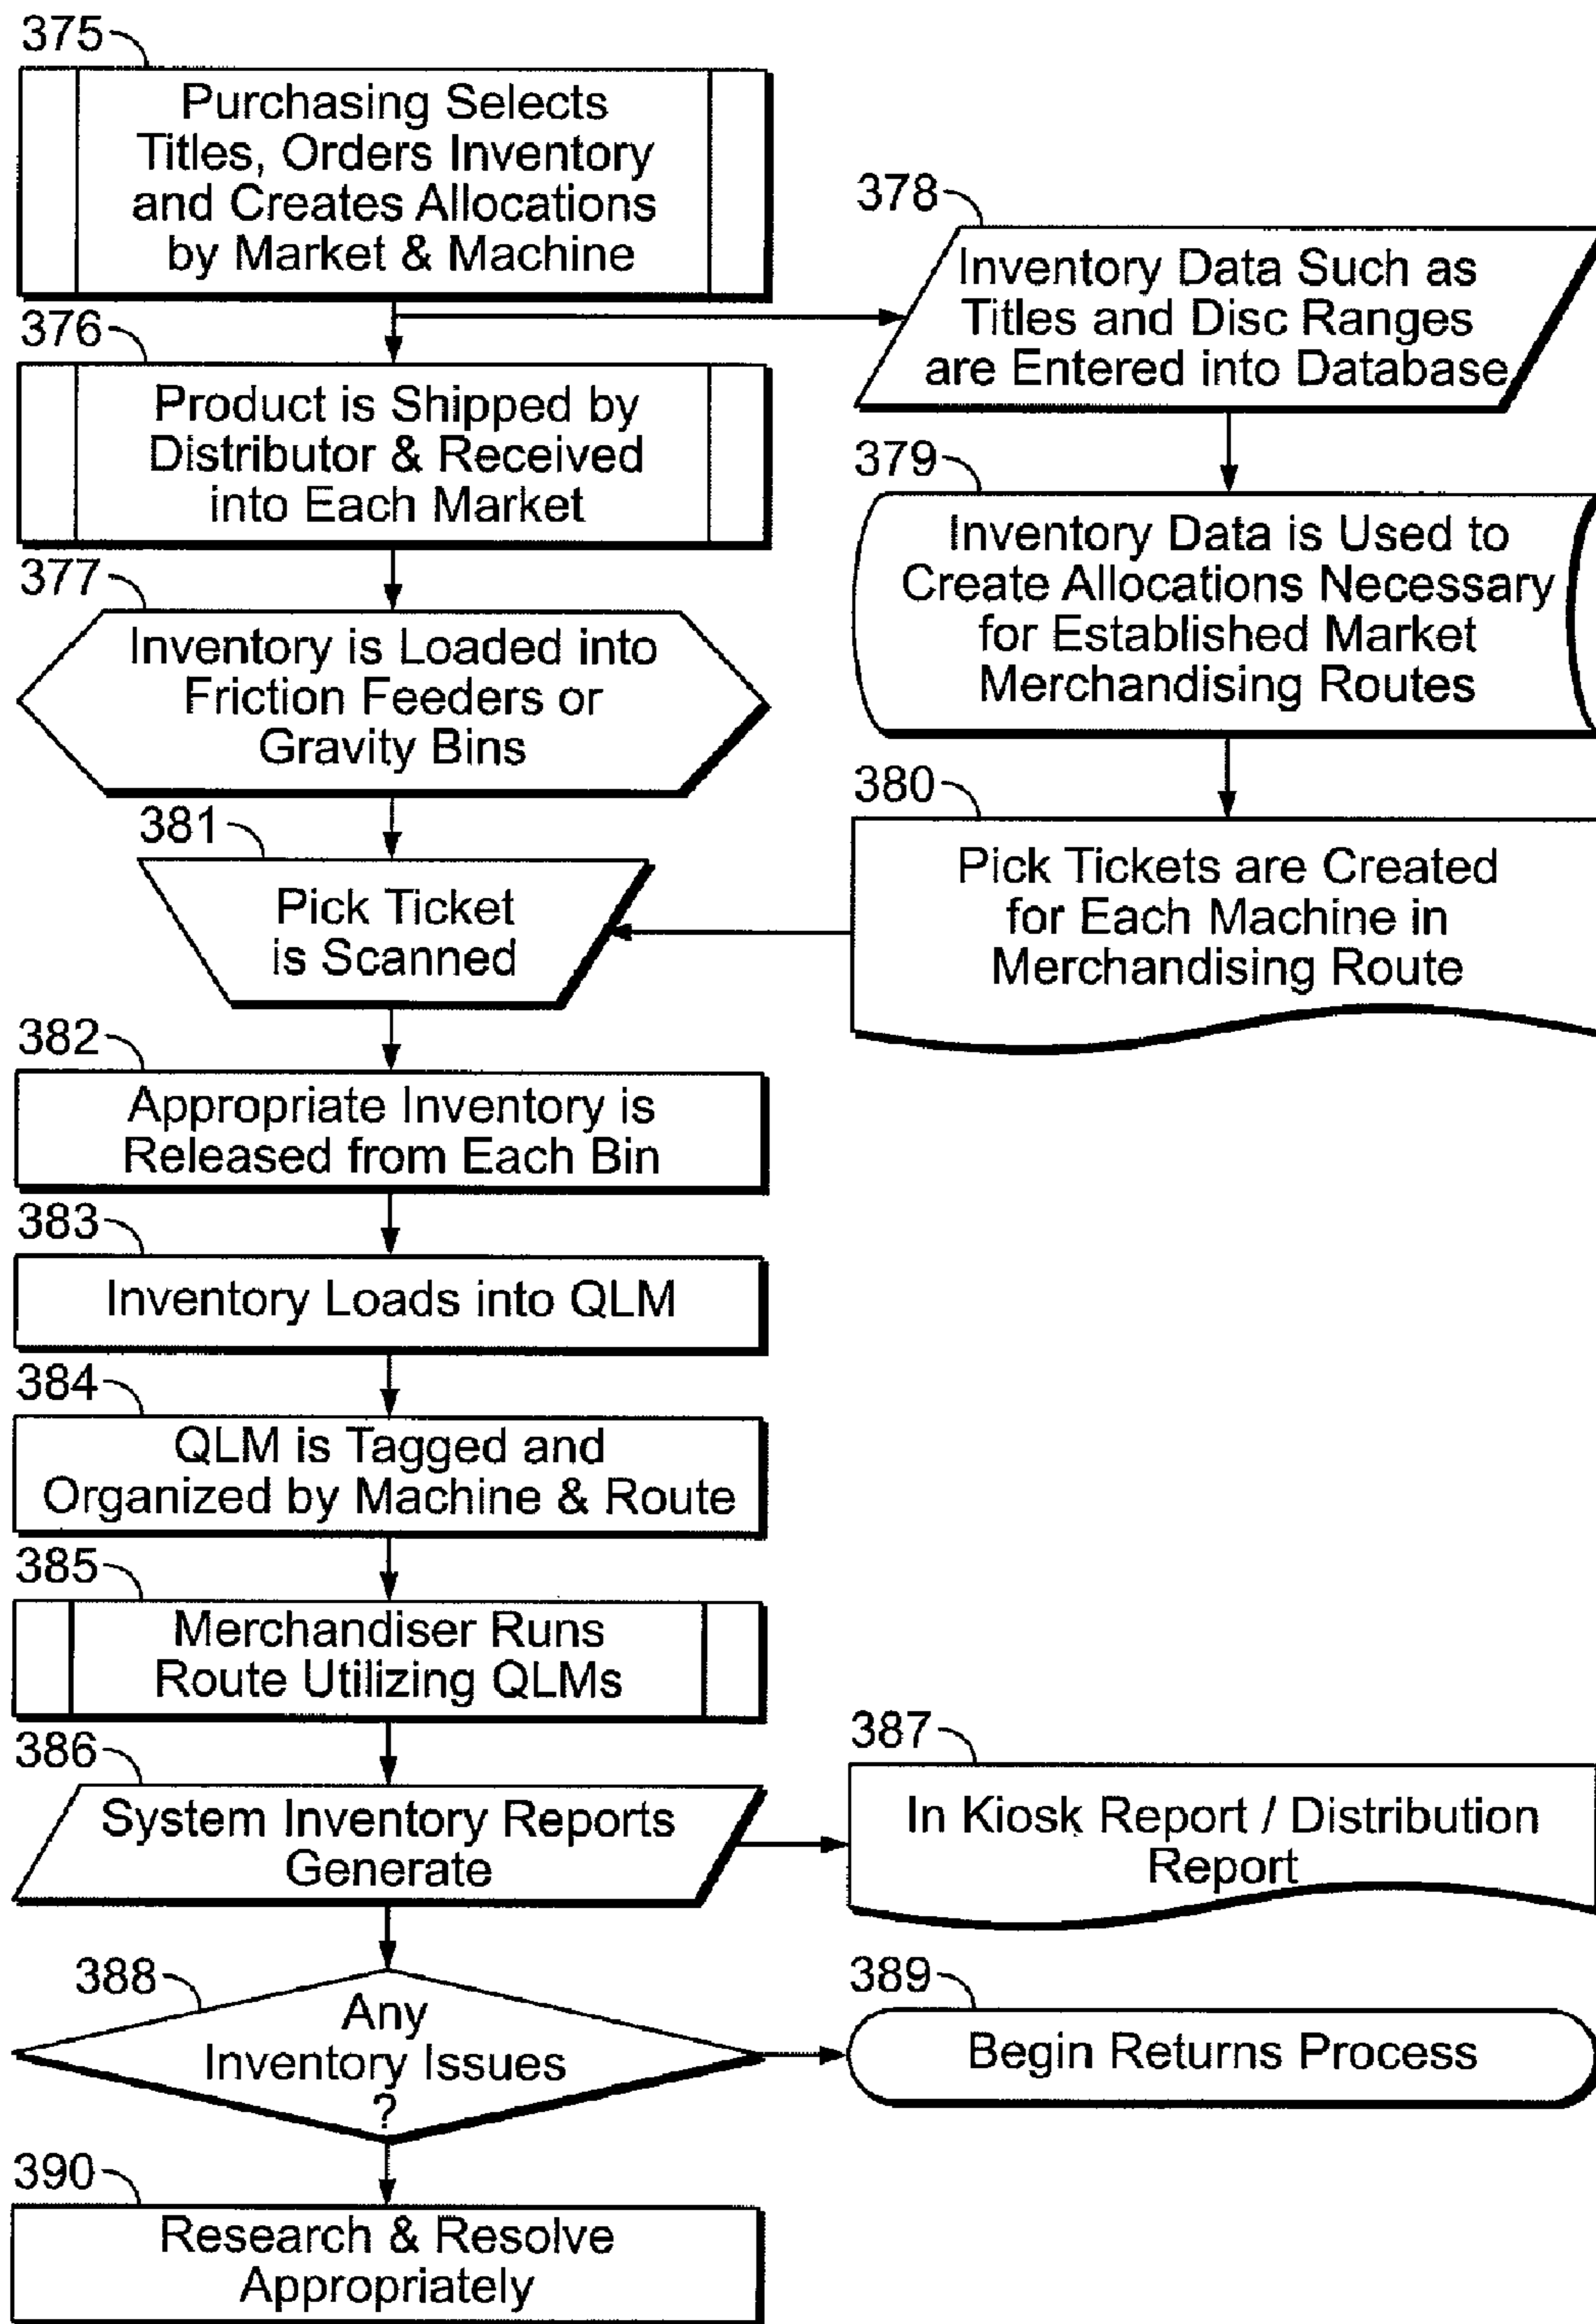 375
Purchasing Selects
Titles, Orders Inventory
and Creates Allocations
by Market & Machine
376
Product is Shipped by
Distributor & Received
into Each Market
377
Inventory is Loaded into
Friction Feeders or
Gravity Bins
378
Inventory Data Such as
Titles and Disc Ranges
are Entered into Database
379
Inventory Data is Used to
Create Allocations Necessary
for Established Market
Merchandising Routes
380
Pick Tickets are Created
for Each Machine in
Merchandising Route
381
Pick Ticket
is Scanned
382
Appropriate Inventory is
Released from Each Bin
383
Inventory Loads into QLM
384
QLM is Tagged and
Organized by Machine & Route
385
Merchandiser Runs
Route Utilizing QLMs
386
System Inventory Reports
Generate
387
In Kiosk Report / Distribution
Report
388
Any
Inventory Issues
?
389
Begin Returns Process
390
Research & Resolve
Appropriately